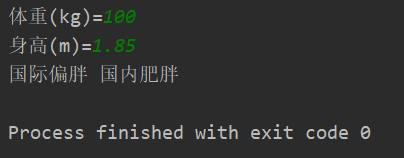 体重(kg)=100
身高(m)=1.85
国际偏胖 国内肥胖
Process finished with exit code 0